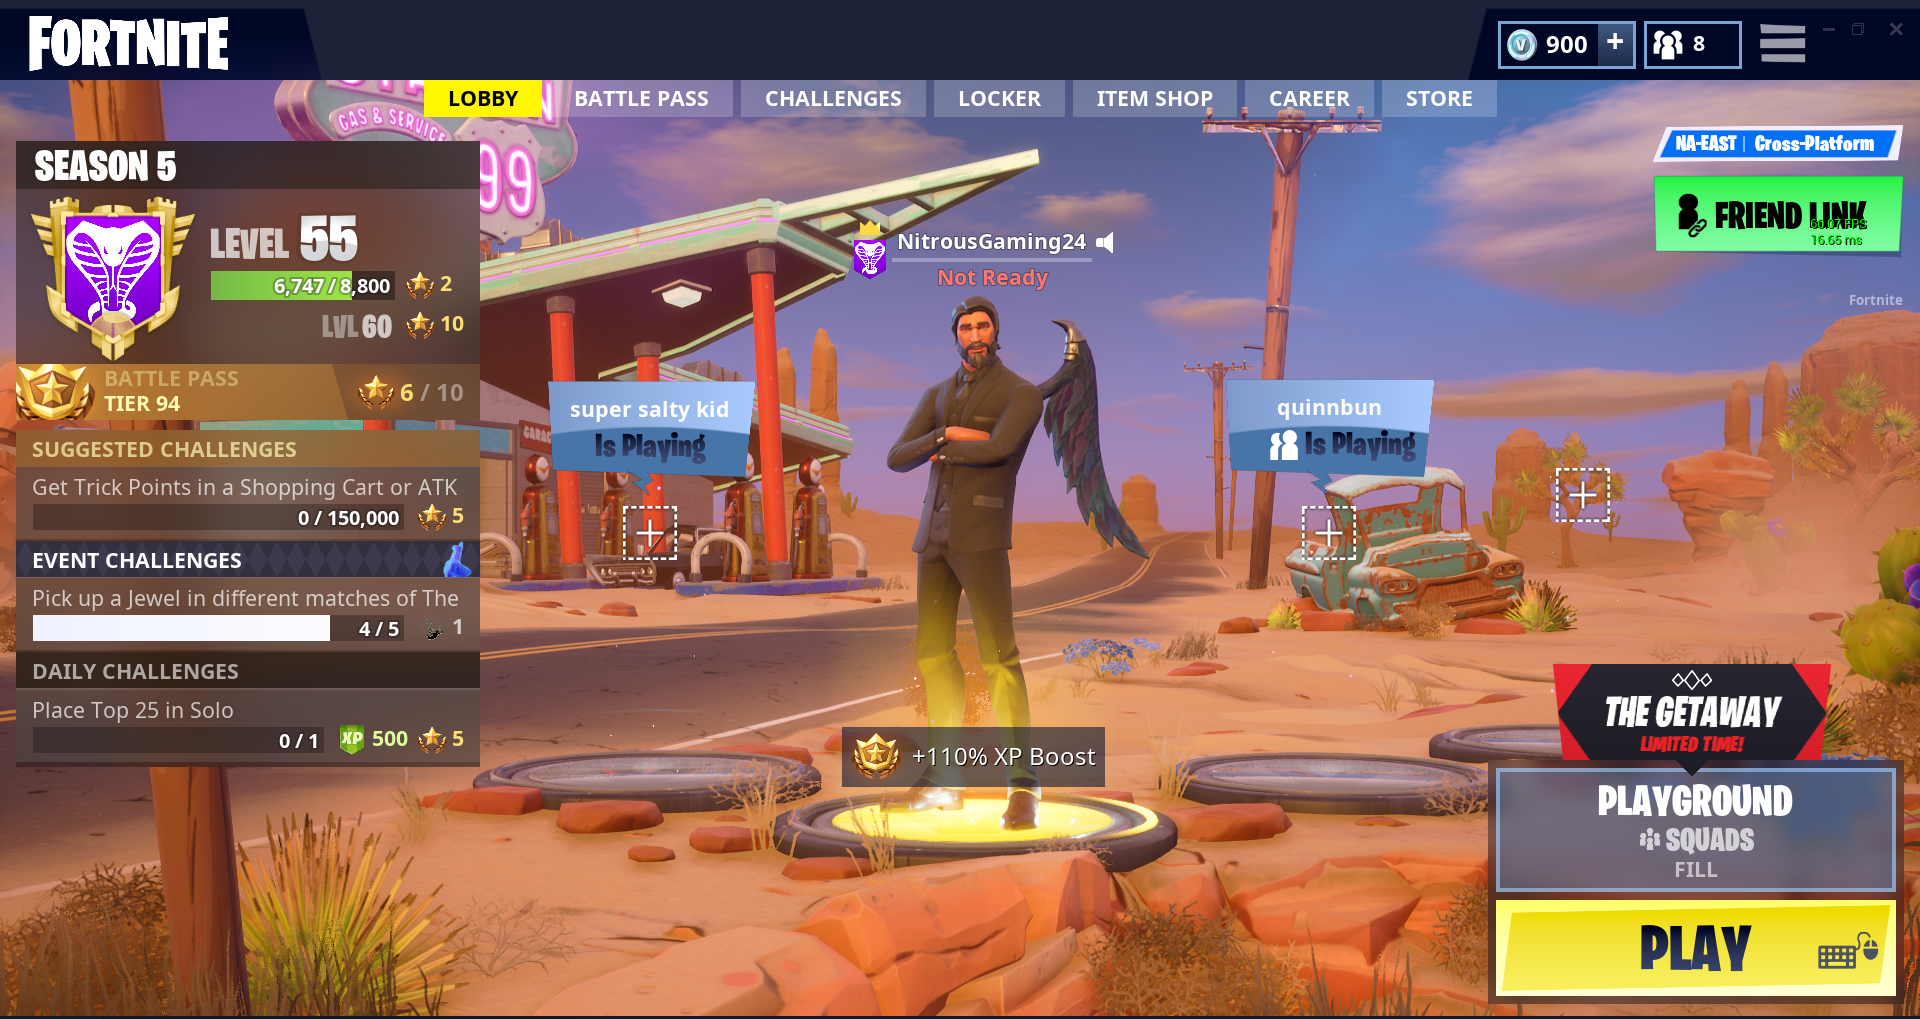 FORTNITE
900 +
8
LOBBY
BATTLE PASS
CHALLENGES
LOCKER
ITEM SHOP
CAREER
STORE
GAS & SERVICE
99
SEASON 5
LEVEL 55
6,747 / 8,800
2
LVL 60
10
BATTLE PASS
TIER 94
6 / 10
SUGGESTED CHALLENGES
Get Trick Points in a Shopping Cart or ATK
0 / 150,000
5
EVENT CHALLENGES
Pick up a Jewel in different matches of The
4 / 5
1
DAILY CHALLENGES
Place Top 25 in Solo
0 / 1
XP 500
5
NitrousGaming24
Not Ready
super salty kid
Is Playing
quinnbun
Is Playing
+110% XP Boost
NA-EAST | Cross-Platform
FRIEND LINK
16.65 ms
Fortnite
THE GETAWAY
LIMITED TIME!
PLAYGROUND
SQUADS
FILL
PLAY